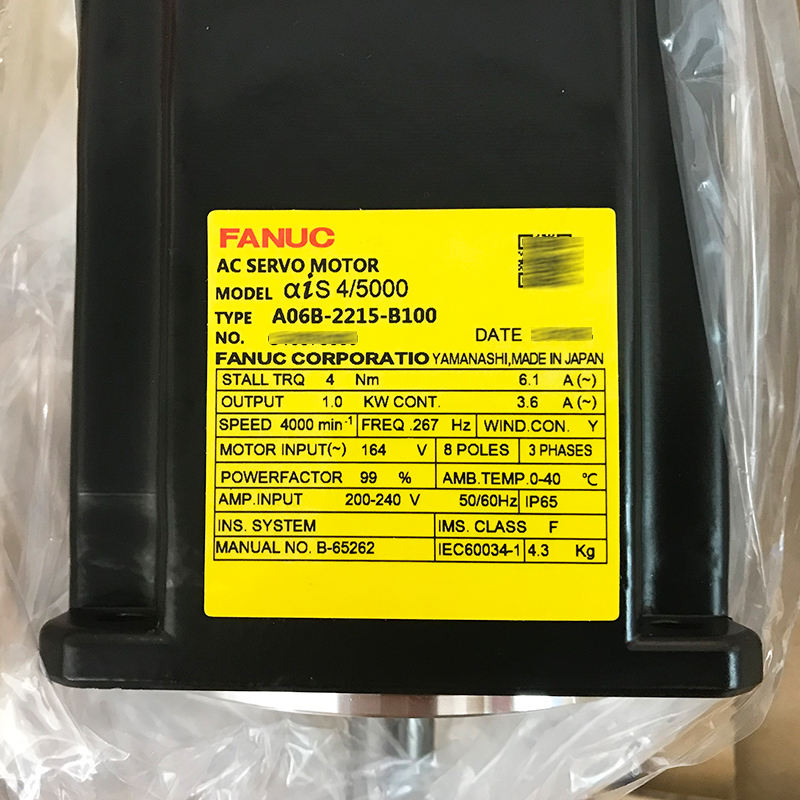 FANUC
AC SERVO MOTOR
MODEL αiS 4/5000
TYPE A06B-2215-B100
NO.
DATE
FANUC CORPORATIO YAMANASHI,MADE IN JAPAN
STALL TRQ 4 Nm 6.1 A(~)
OUTPUT 1.0 KW CONT. 3.6 A(~)
SPEED 4000 min-1 FREQ .267 Hz WIND.CON. Y
MOTOR INPUT(~) 164 V 8 POLES 3 PHASES
POWERFACTOR 99 % AMB.TEMP.0-40 ℃
AMP.INPUT 200-240 V 50/60Hz IP65
INS. SYSTEM IMS. CLASS F
MANUAL NO. B-65262 IEC60034-1 4.3 Kg